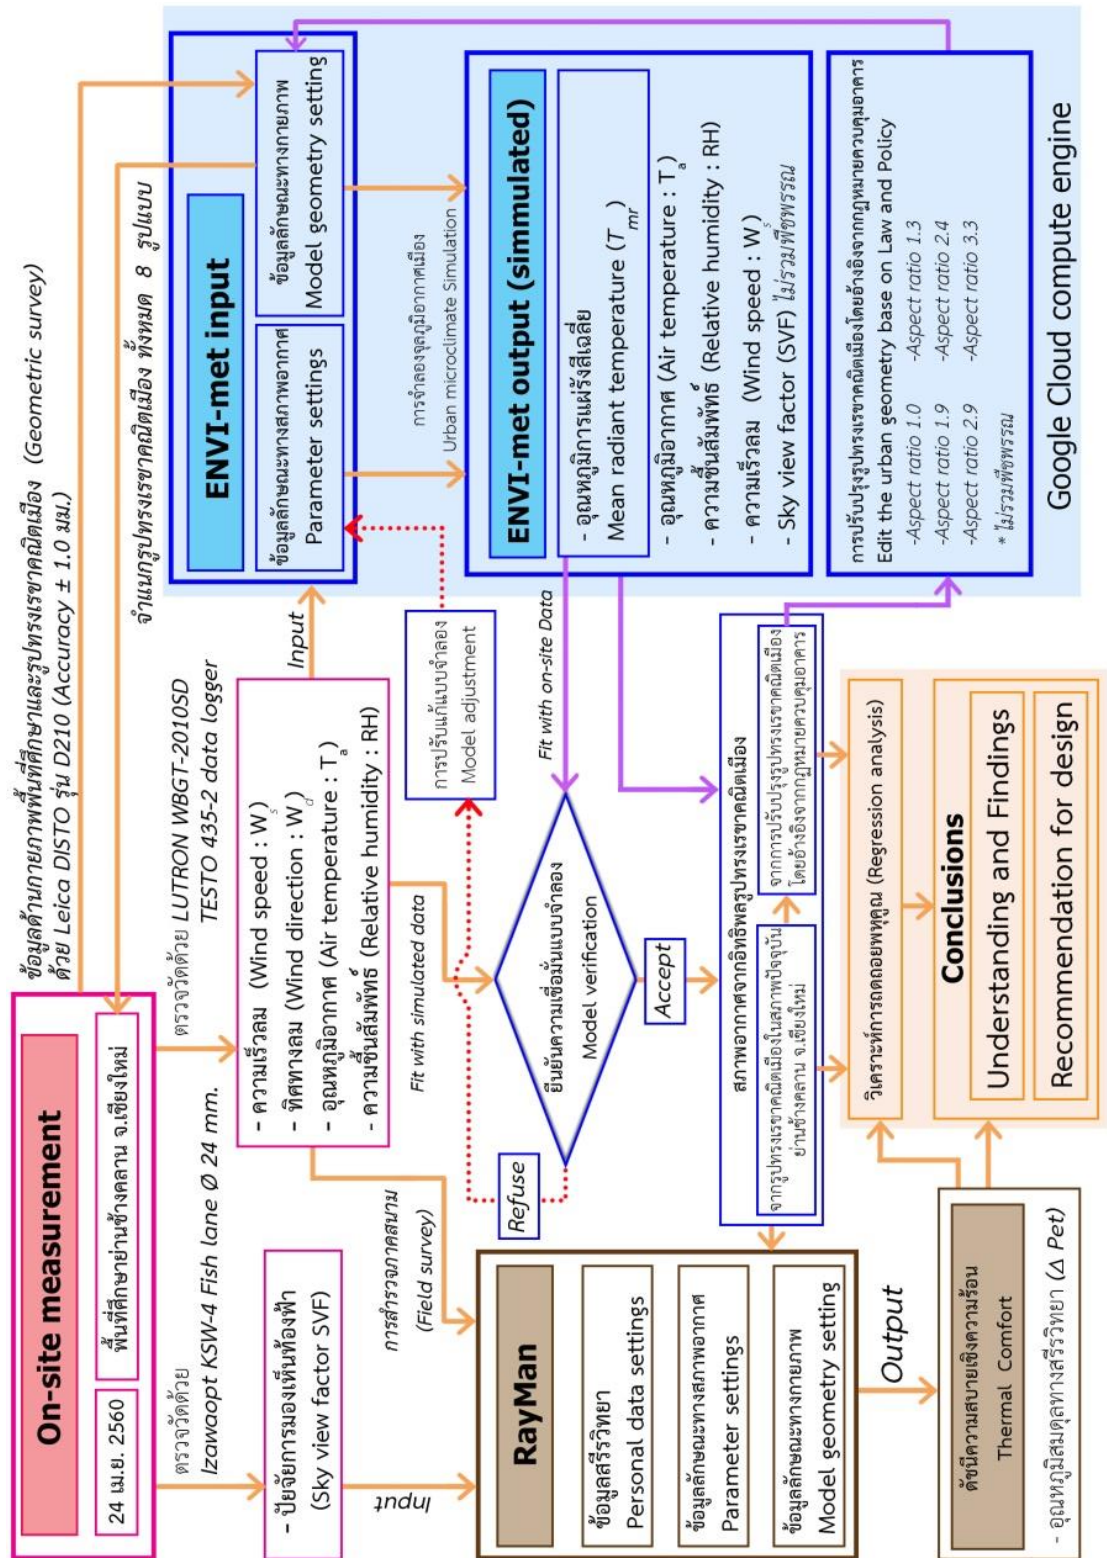 On-site measurement
24 เม.ย. 2560
พื้นที่ศึกษาย่านช้างคลาน จ.เชียงใหม่
ข้อมูลด้านกายภาพพื้นที่ศึกษาและรูปทรงเรขาคณิตเมือง (Geometric survey)
ด้วย Leica DISTO รุ่น D210 (Accuracy ± 1.0 มม.)
จำแนกรูปทรงเรขาคณิตเมือง ทั้งหมด 8 รูปแบบ
ตรวจวัดด้วย
Izawaopt KSW-4 Fish lane Ø 24 mm.
ตรวจวัดด้วย LUTRON WBGT-2010SD
TESTO 435-2 data logger
- ปัจจัยการมองเห็นท้องฟ้า
(Sky view factor SVF)
- ความเร็วลม (Wind speed : Ws)
- ทิศทางลม (Wind direction : Wd)
- อุณหภูมิอากาศ (Air temperature : Ta)
- ความชื้นสัมพัทธ์ (Relative humidity : RH)
Input
ENVI-met input
ข้อมูลลักษณะทางสภาพอากาศ
Parameter settings
ข้อมูลลักษณะทางกายภาพ
Model geometry setting
Input
การสำรวจภาคสนาม
(Field survey)
Fit with simulated data
การปรับแก้แบบจำลอง
Model adjustment
การจำลองจุลภูมิอากาศเมือง
Urban microclimate Simulation
RayMan
ข้อมูลสรีรวิทยา
Personal data settings
ข้อมูลลักษณะทางสภาพอากาศ
Parameter settings
ข้อมูลลักษณะทางกายภาพ
Model geometry setting
Refuse
ยืนยันความเชื่อมั่นแบบจำลอง
Model verification
Accept
Fit with on-site Data
ENVI-met output (simmulated)
- อุณหภูมิการแผ่รังสีเฉลี่ย
Mean radiant temperature (Tmr)
- อุณหภูมิอากาศ (Air temperature : Ta)
- ความชื้นสัมพัทธ์ (Relative humidity : RH)
- ความเร็วลม (Wind speed : Ws)
- Sky view factor (SVF) ไม่รวมพืชพรรณ
สภาพอากาศจากอิทธิพลรูปทรงเรขาคณิตเมือง
จากรูปทรงเรขาคณิตเมืองในสภาพปัจจุบัน
ย่านช้างคลาน จ.เชียงใหม่
จากการปรับปรุงรูปทรงเรขาคณิตเมือง
โดยอ้างอิงจากกฎหมายควบคุมอาคาร
การปรับปรุงรูปทรงเรขาคณิตเมืองโดยอ้างอิงจากกฎหมายควบคุมอาคาร
Edit the urban geometry base on Law and Policy
-Aspect ratio 1.0 -Aspect ratio 1.3
-Aspect ratio 1.9 -Aspect ratio 2.4
-Aspect ratio 2.9 -Aspect ratio 3.3
* ไม่รวมพืชพรรณ
Google Cloud compute engine
Output
ดัชนีความสบายเชิงความร้อน
Thermal Comfort
- อุณหภูมิสมดุลทางสรีรวิทยา (Δ Pet)
วิเคราะห์การถดถอยพหุคูณ (Regression analysis)
Conclusions
Understanding and Findings
Recommendation for design